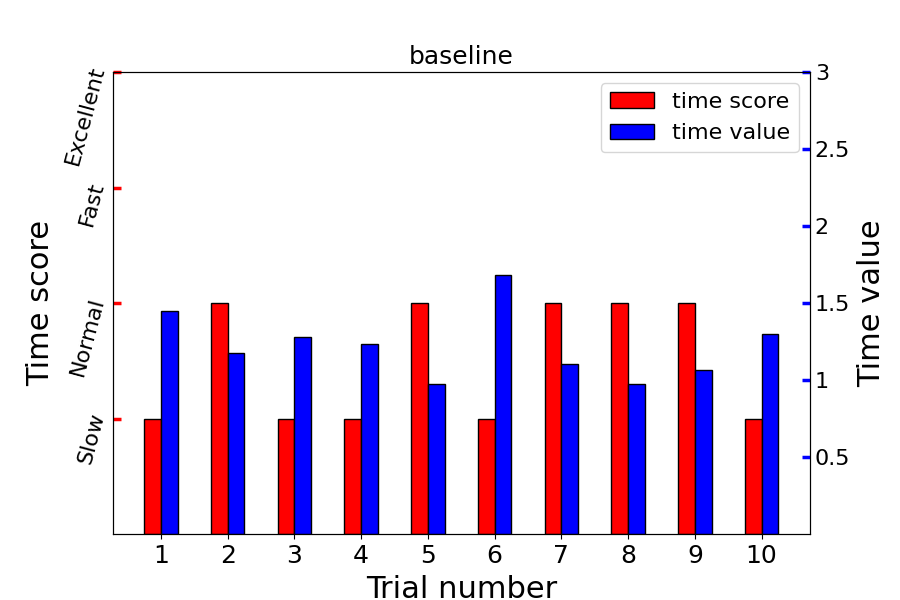 baseline
time score
time value
Time score
Excellent
Fast
Normal
Slow
3
2.5
2
1.5
1
0.5
Time value
1 2 3 4 5 6 7 8 9 10
Trial number